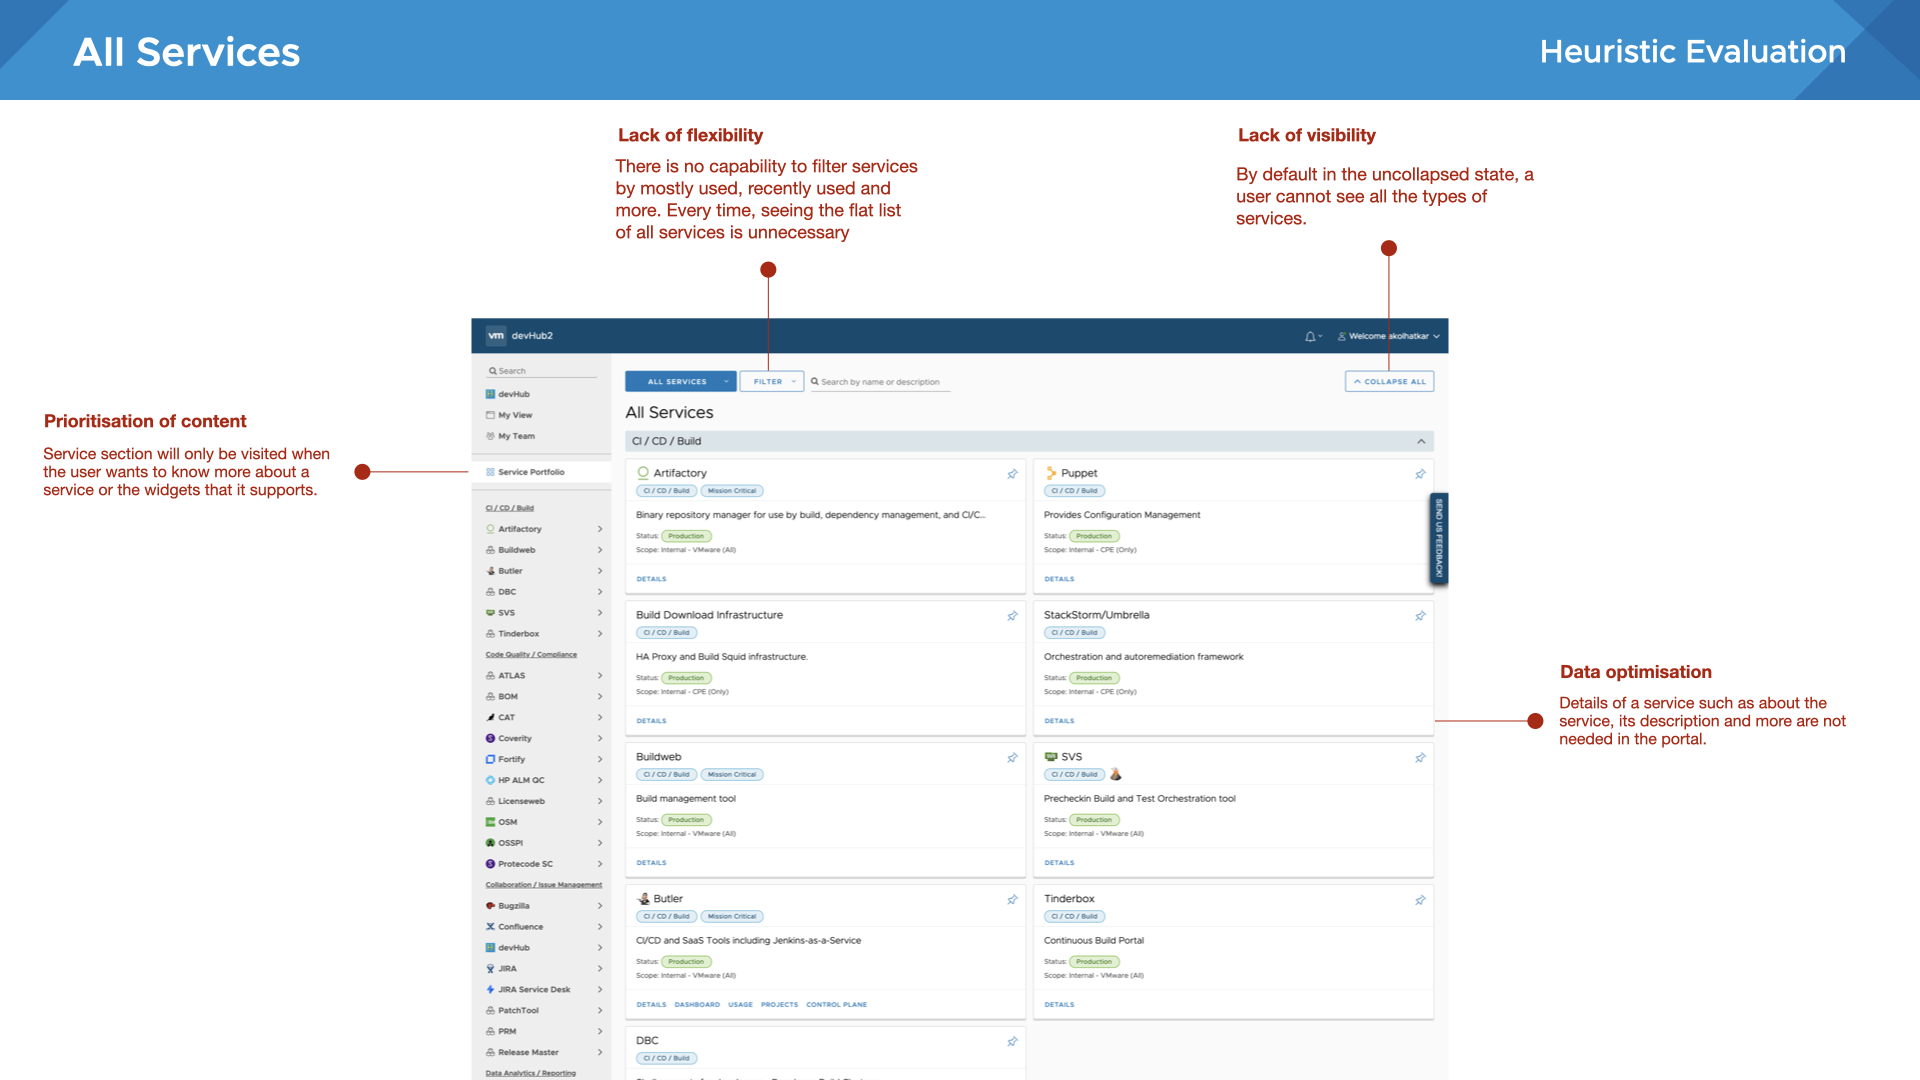 All Services
Heuristic Evaluation
Lack of flexibility
There is no capability to filter services
by mostly used, recently used and
more. Every time, seeing the flat list
of all services is unnecessary
Lack of visibility
By default in the uncollapsed state, a
user cannot see all the types of
services.
Prioritisation of content
Service section will only be visited when
the user wants to know more about a
service or the widgets that it supports.
Data optimisation
Details of a service such as about the
service, its description and more are not
needed in the portal.
vm devHub2
Welcome akolhatkar
Search
devHub
My View
My Team
Service Portfolio
CI / CD / Build
Artifactory
Buildweb
Butler
DBC
SVS
Tinderbox
Code Quality / Compliance
ATLAS
BOM
CAT
Coverity
Fortify
HP ALM QC
Licenseweb
OSM
OSSPI
Protecode SC
Collaboration / Issue Management
Bugzilla
Confluence
devHub
JIRA
JIRA Service Desk
PatchTool
PRM
Release Master
Data Analytics / Reporting
ALL SERVICES
FILTER
Search by name or description
COLLAPSE ALL
All Services
CI / CD / Build
Artifactory
CI / CD / Build Mission Critical
Binary repository manager for use by build, dependency management, and CI/C...
Status: Production
Scope: Internal - VMware (All)
DETAILS
Puppet
CI / CD / Build
Provides Configuration Management
Status: Production
Scope: Internal - CPE (Only)
DETAILS
SEND US FEEDBACK!
Build Download Infrastructure
CI / CD / Build
HA Proxy and Build Squid infrastructure.
Status: Production
Scope: Internal - CPE (Only)
DETAILS
StackStorm/Umbrella
CI / CD / Build
Orchestration and autoremediation framework
Status: Production
Scope: Internal - CPE (Only)
DETAILS
Buildweb
CI / CD / Build Mission Critical
Build management tool
Status: Production
Scope: Internal - VMware (All)
DETAILS
SVS
CI / CD / Build
Precheckin Build and Test Orchestration tool
Status: Production
Scope: Internal - VMware (All)
DETAILS
Butler
CI / CD / Build Mission Critical
CI/CD and SaaS Tools including Jenkins-as-a-Service
Status: Production
Scope: Internal - VMware (All)
DETAILS DASHBOARD USAGE PROJECTS CONTROL PLANE
Tinderbox
CI / CD / Build
Continuous Build Portal
Status: Production
Scope: Internal - VMware (All)
DETAILS
DBC
CI / CD / Build